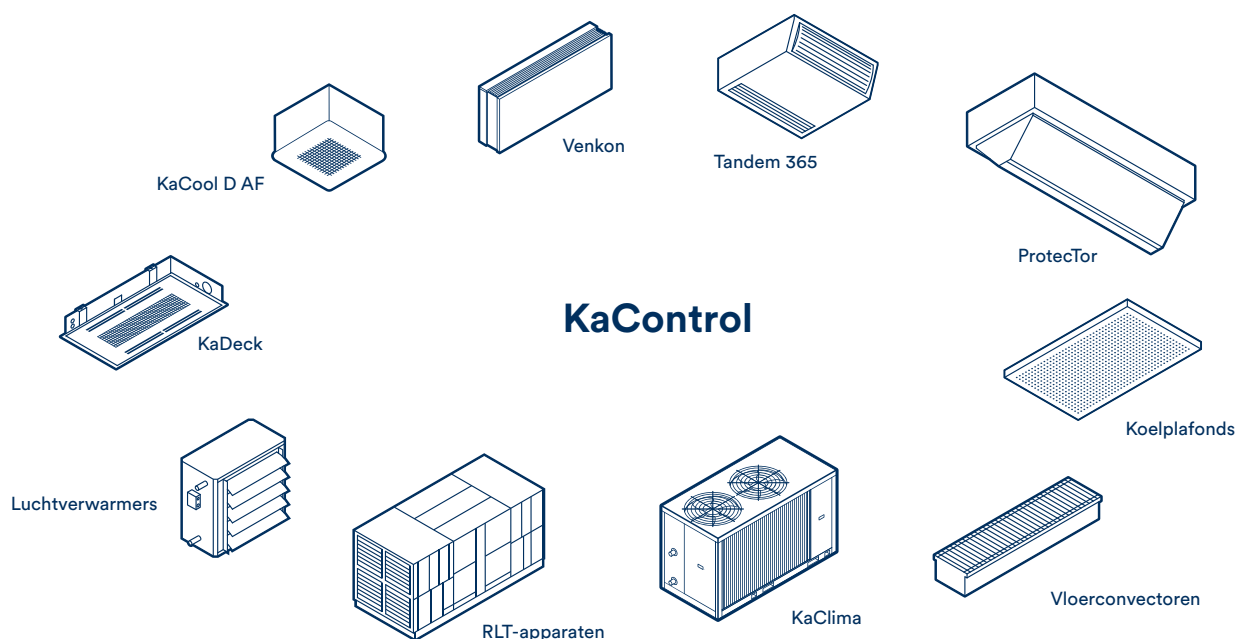 Venkon
Tandem 365
KaCool D AF
ProtecTor
KaControl
KaDeck
Koelplafonds
Luchtverwarmers
Vloerconvectoren
KaClima
RLT-apparaten